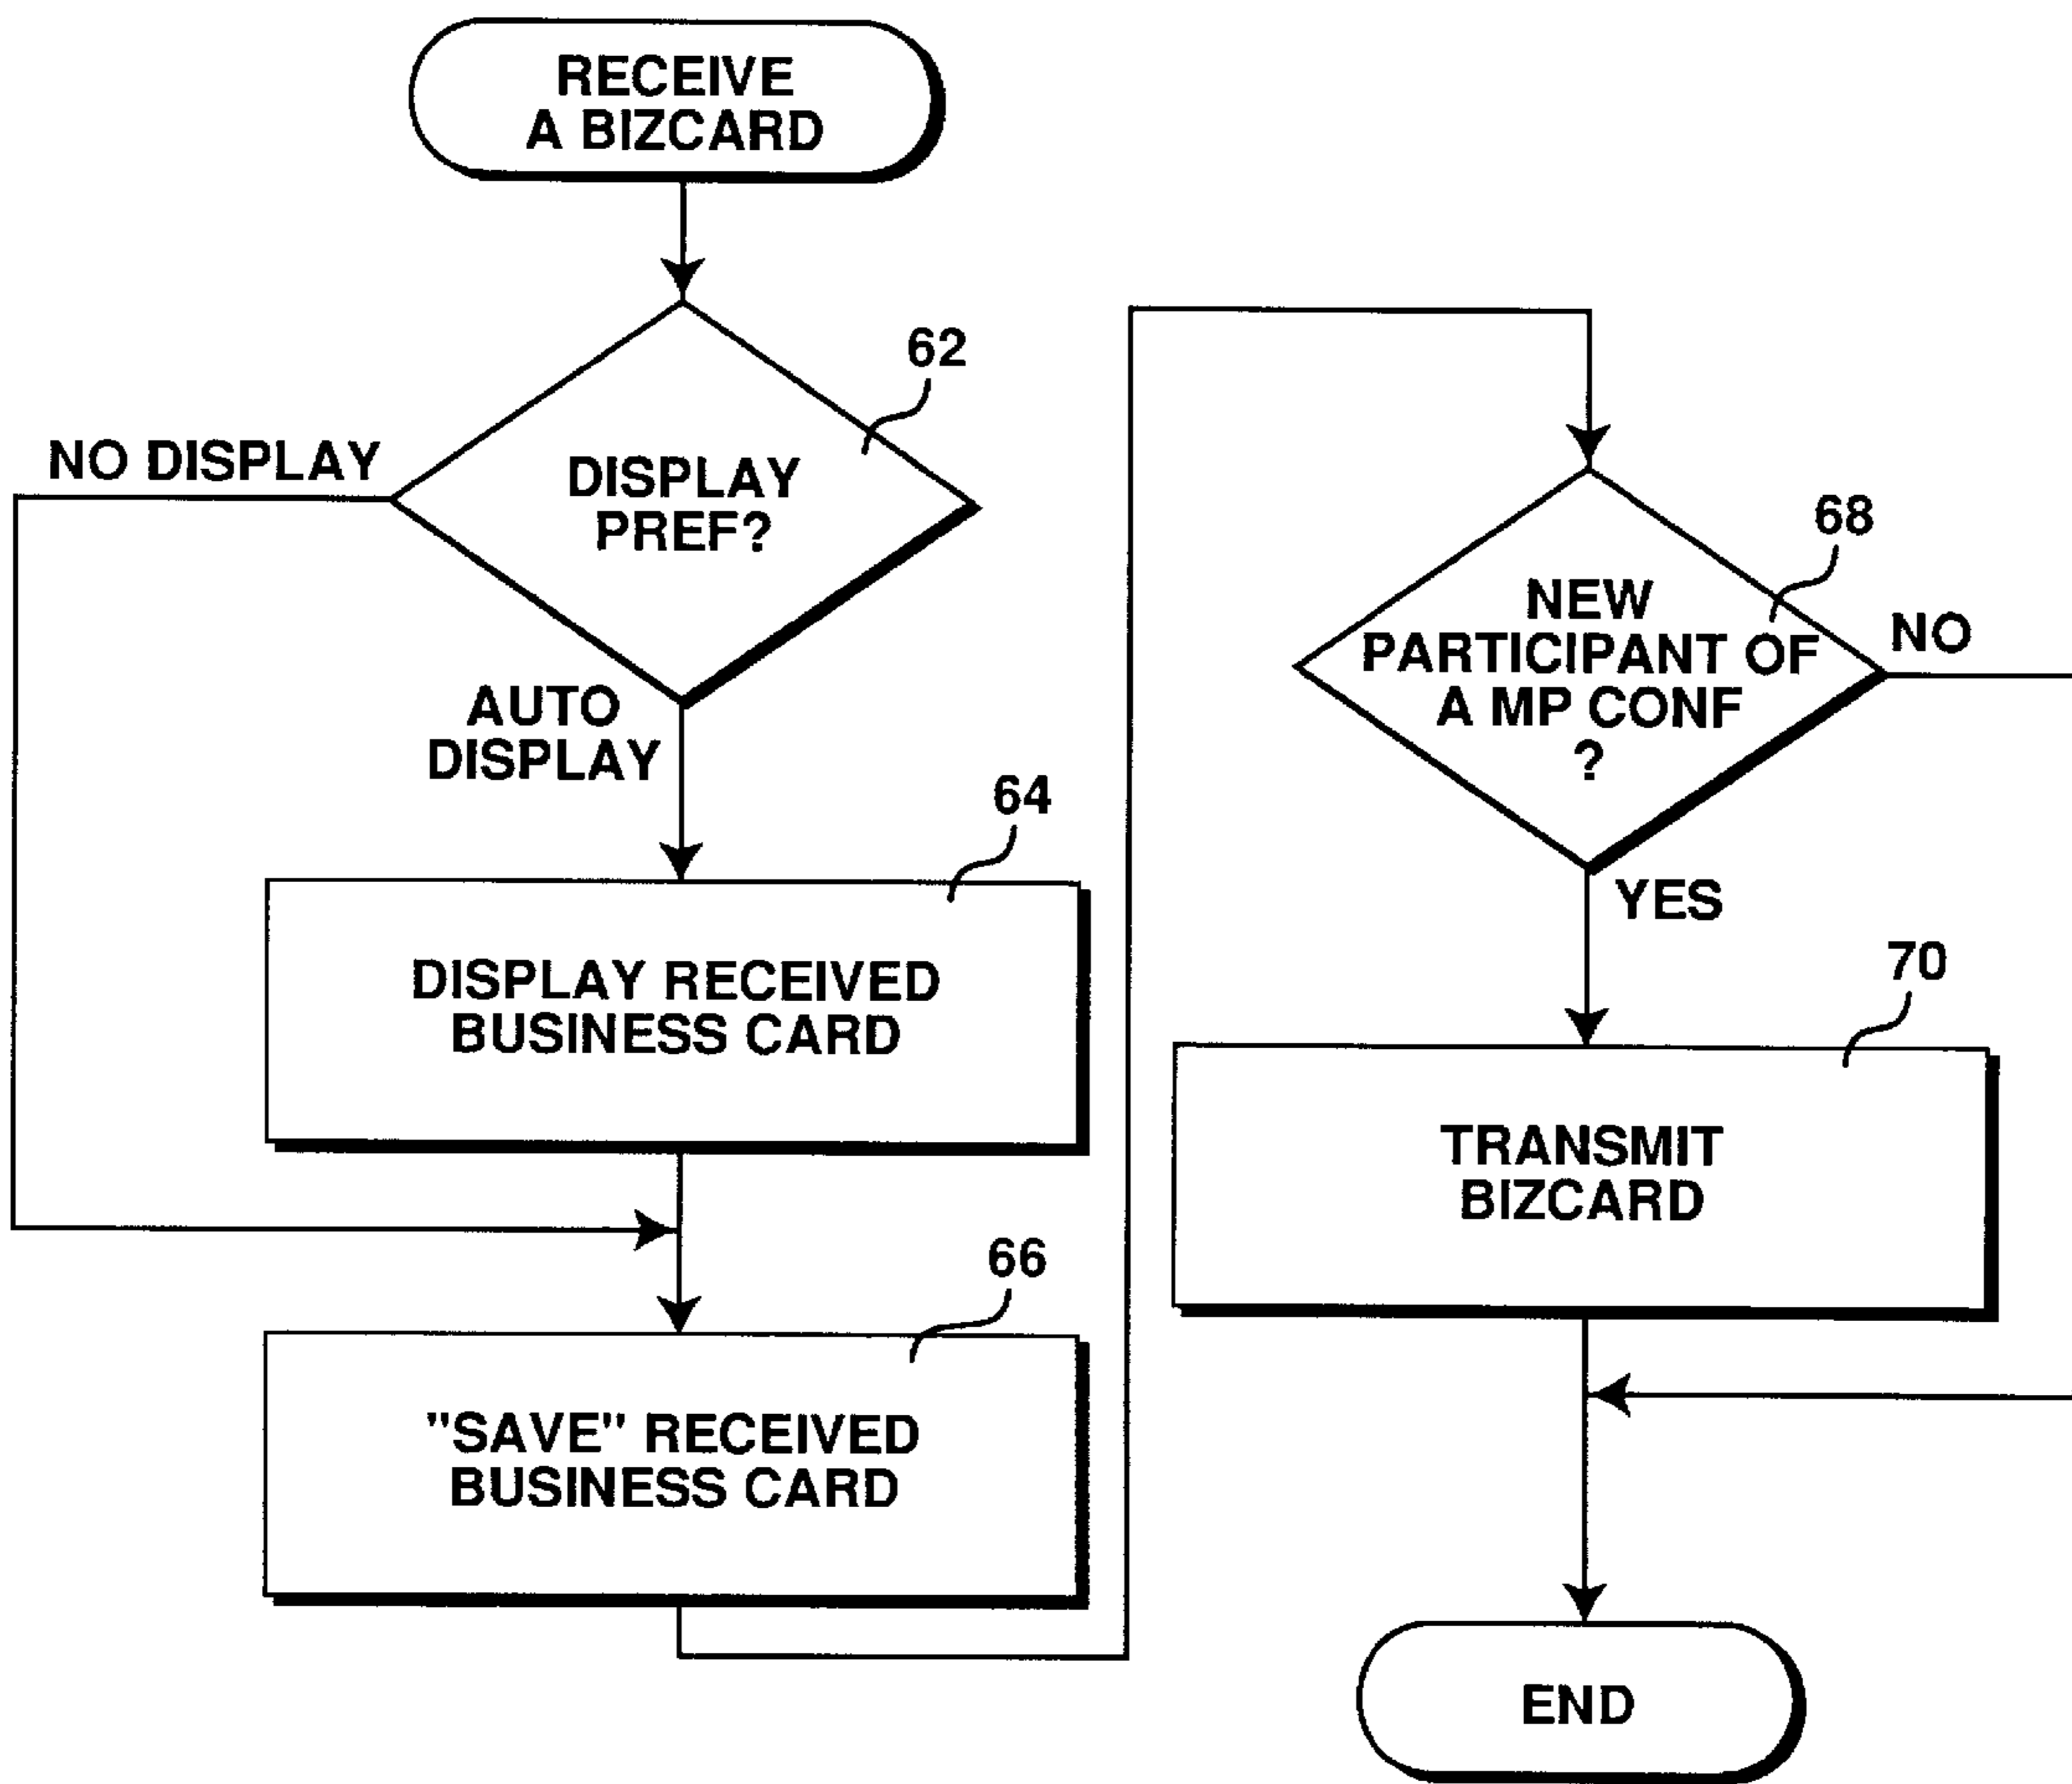 RECEIVE
A BIZCARD
62
NO DISPLAY
DISPLAY
PREF?
AUTO
DISPLAY
64
DISPLAY RECEIVED
BUSINESS CARD
66
"SAVE" RECEIVED
BUSINESS CARD
68
NEW
PARTICIPANT OF
A MP CONF
?
NO
YES
70
TRANSMIT
BIZCARD
END